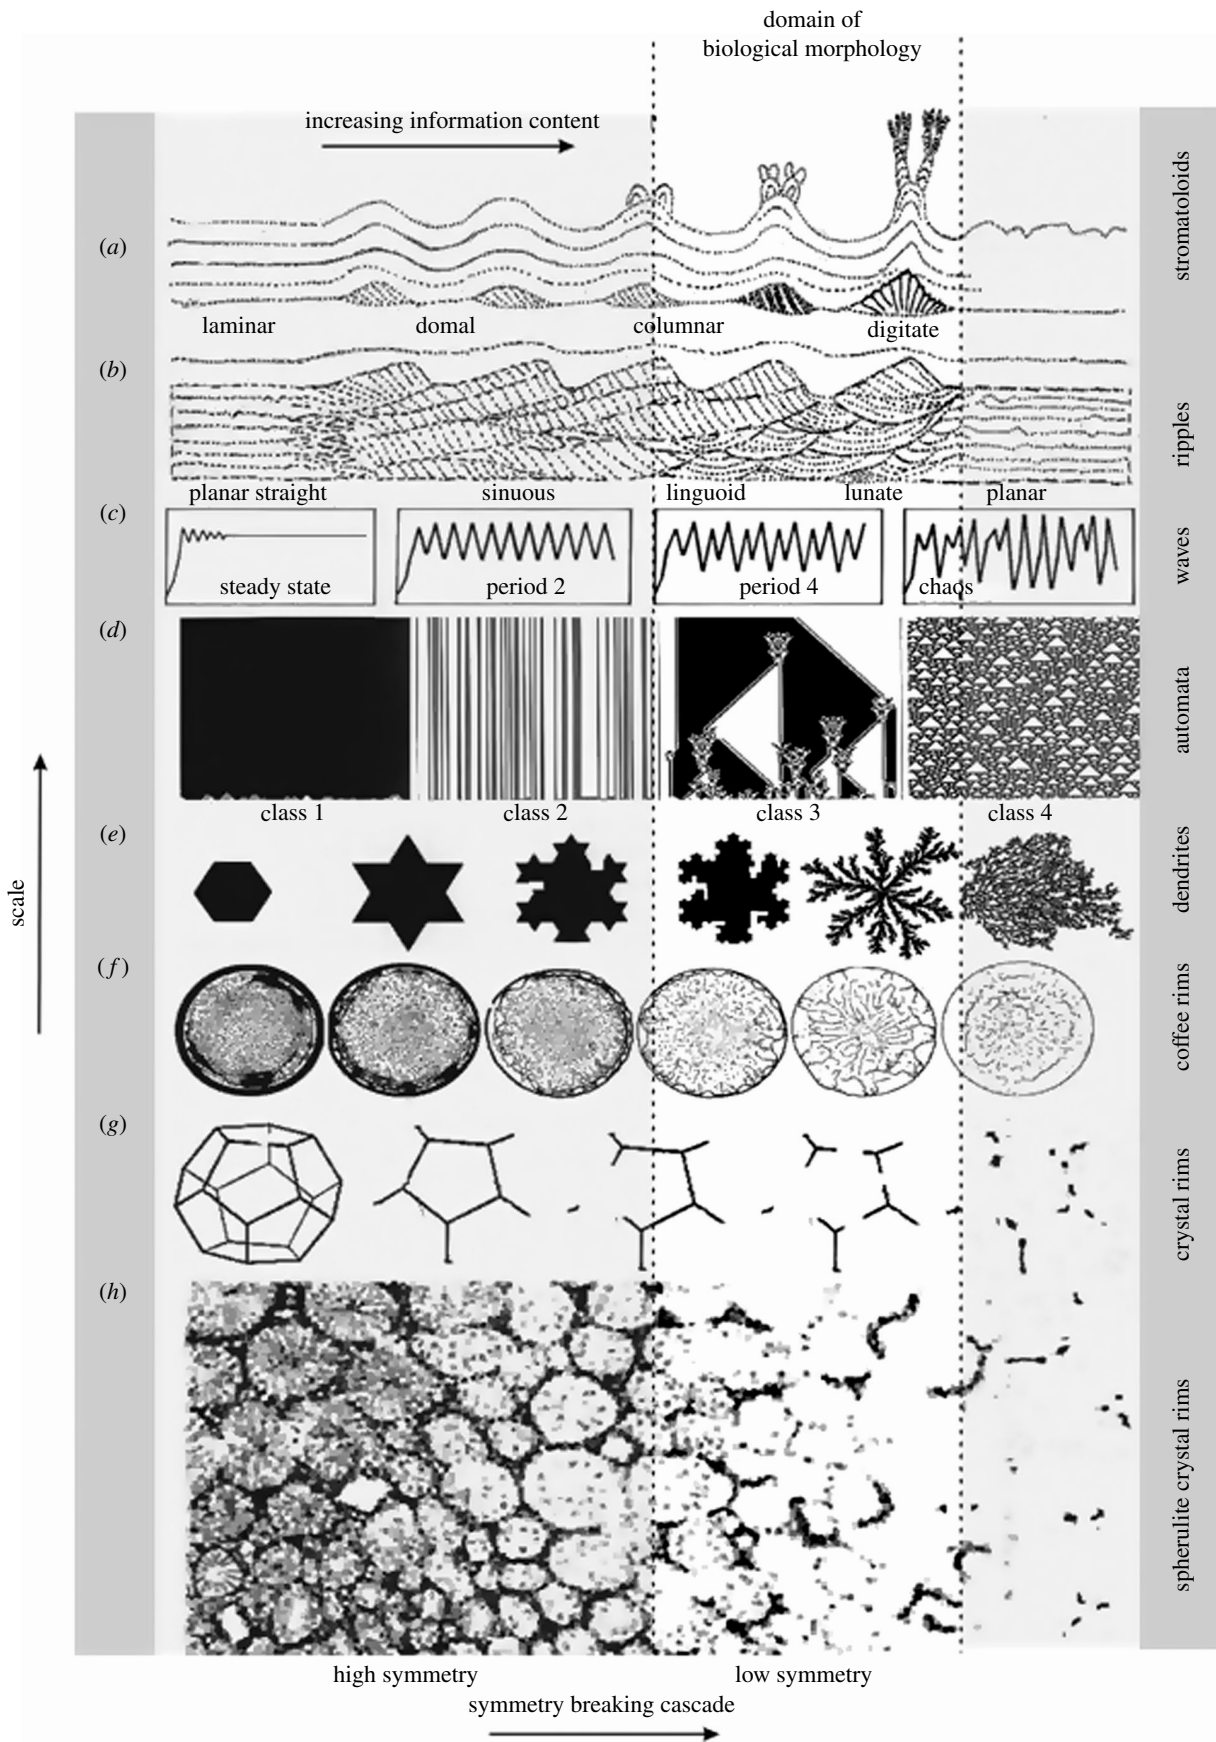 domain of
biological morphology
increasing information content
(a)
stromatoloids
laminar domal columnar digitate
(b)
ripples
planar straight sinuous linguoid lunate planar
(c)
waves
steady state period 2 period 4 chaos
(d)
automata
class 1 class 2 class 3 class 4
(e)
dendrites
scale
(f)
coffee rims
(g)
crystal rims
(h)
spherulite crystal rims
high symmetry low symmetry
symmetry breaking cascade